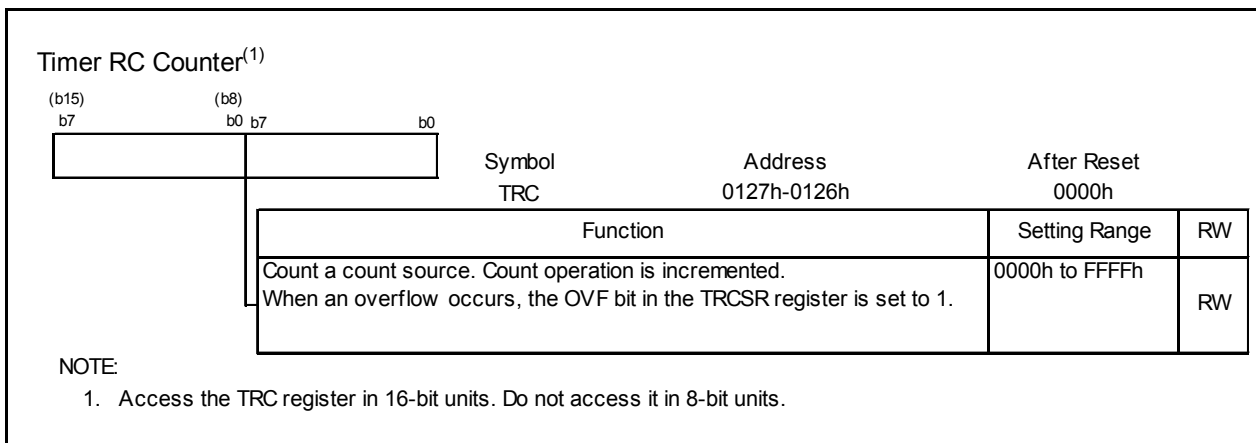 Timer RC Counter(1)
(b15) (b8)
b7 b0 b7 b0
Symbol Address After Reset
TRC 0127h-0126h 0000h
Function Setting Range RW
Count a count source. Count operation is incremented. 0000h to FFFFh
When an overflow occurs, the OVF bit in the TRCSR register is set to 1. RW
NOTE:
1. Access the TRC register in 16-bit units. Do not access it in 8-bit units.